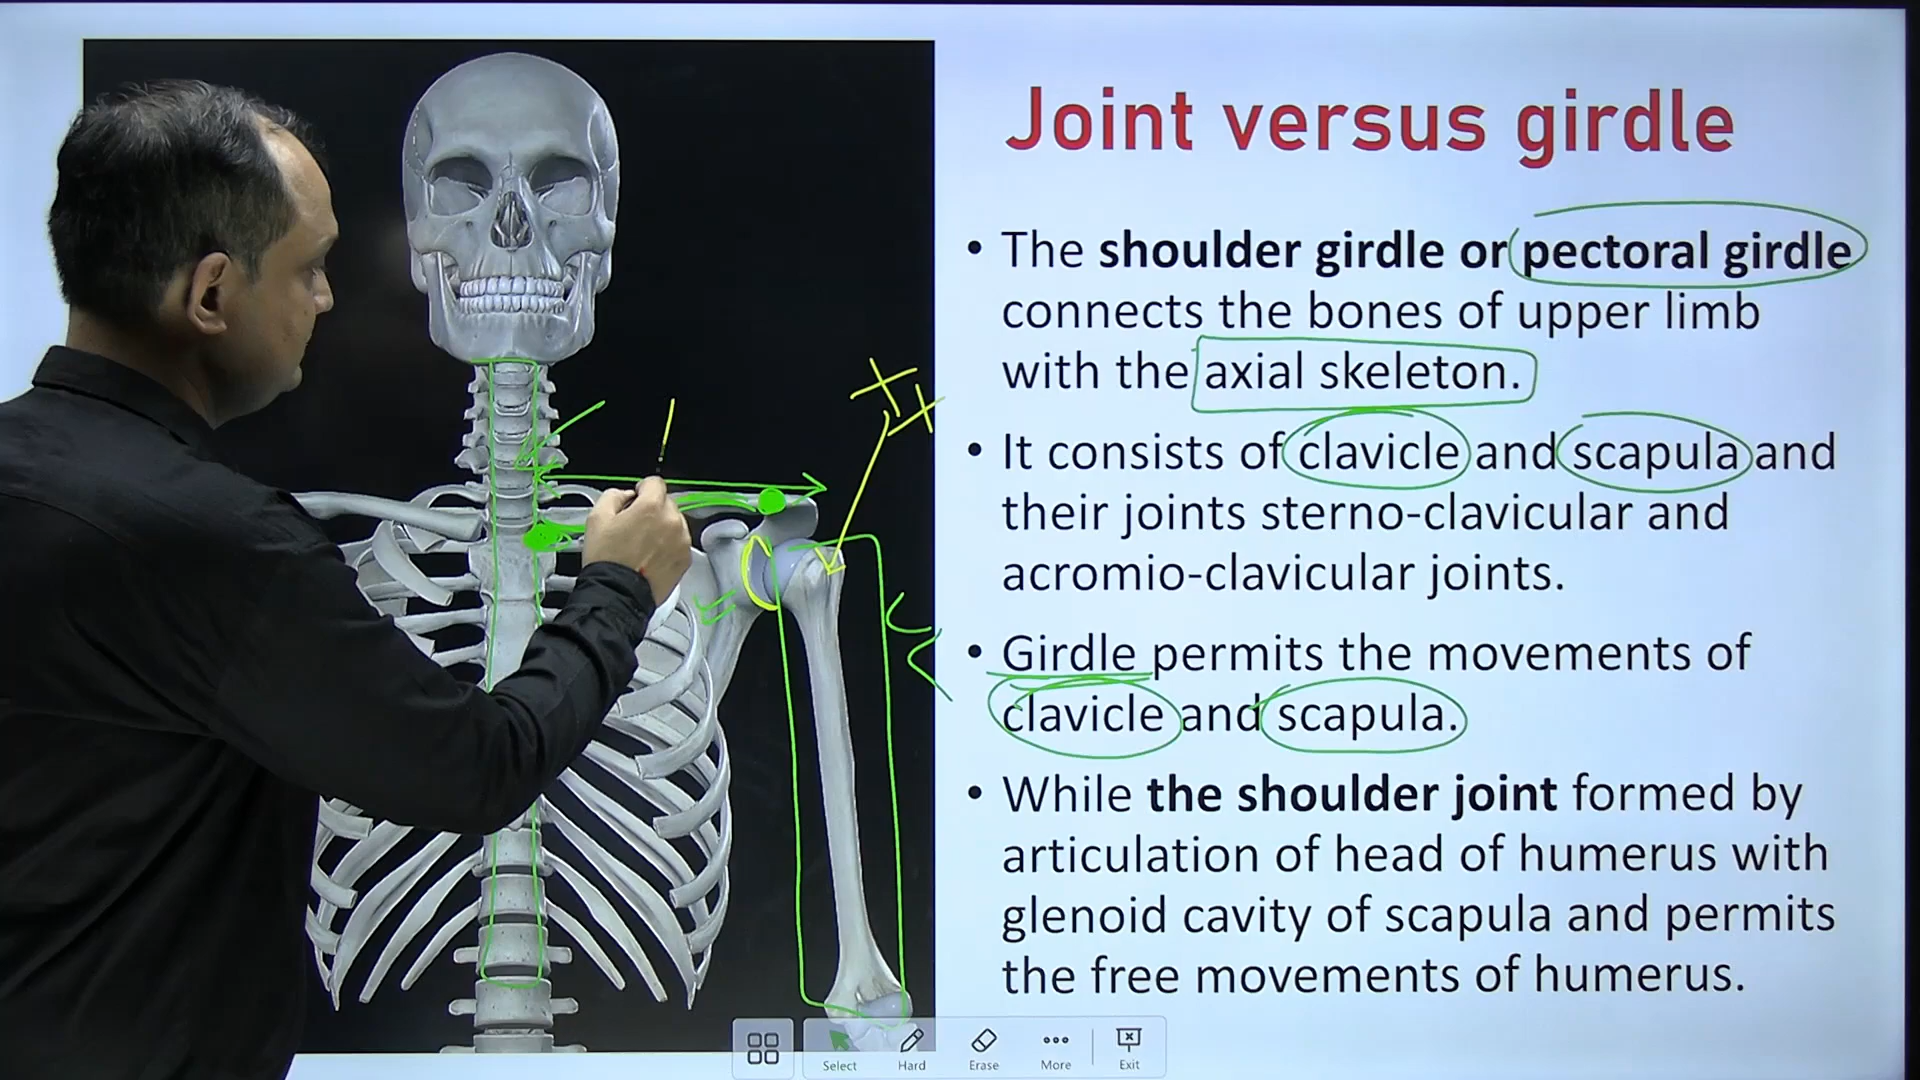 Joint versus girdle
• The shoulder girdle or pectoral girdle
connects the bones of upper limb
with the axial skeleton.
• It consists of clavicle and scapula and
their joints sterno-clavicular and
acromio-clavicular joints.
• Girdle permits the movements of
clavicle and scapula.
• While the shoulder joint formed by
articulation of head of humerus with
glenoid cavity of scapula and permits
the free movements of humerus.
Select Hard Erase More Exit